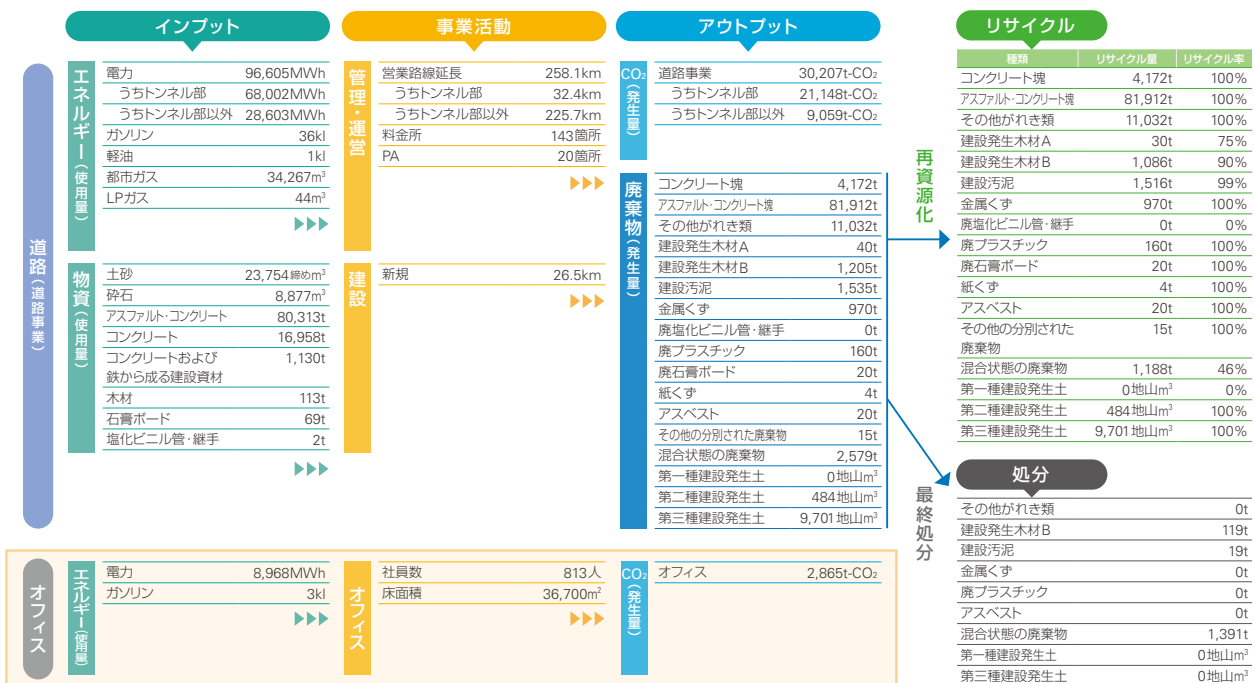 インプット
事業活動
アウトプット
リサイクル
道路（道路事業）
エネルギー（使用量）
電力 96,605MWh
うちトンネル部 68,002MWh
うちトンネル部以外 28,603MWh
ガソリン 36kl
軽油 1kl
都市ガス 34,267m³
LPガス 44m³
物資（使用量）
土砂 23,754締めm³
砕石 8,877m³
アスファルト・コンクリート 80,313t
コンクリート 16,958t
コンクリートおよび 1,130t
鉄から成る建設資材
木材 113t
石膏ボード 69t
塩化ビニル管・継手 2t
管理・運営
営業路線延長 258.1km
うちトンネル部 32.4km
うちトンネル部以外 225.7km
料金所 143箇所
PA 20箇所
建設
新規 26.5km
CO₂（発生量）
道路事業 30,207t-CO₂
うちトンネル部 21,148t-CO₂
うちトンネル部以外 9,059t-CO₂
廃棄物（発生量）
コンクリート塊 4,172t
アスファルト・コンクリート塊 81,912t
その他がれき類 11,032t
建設発生木材A 40t
建設発生木材B 1,205t
建設汚泥 1,535t
金属くず 970t
廃塩化ビニル管・継手 0t
廃プラスチック 160t
廃石膏ボード 20t
紙くず 4t
アスベスト 20t
その他の分別された廃棄物 15t
混合状態の廃棄物 2,579t
第一種建設発生土 0地山m³
第二種建設発生土 484地山m³
第三種建設発生土 9,701地山m³
再資源化
最終処分
種類 リサイクル量 リサイクル率
コンクリート塊 4,172t 100%
アスファルト・コンクリート塊 81,912t 100%
その他がれき類 11,032t 100%
建設発生木材A 30t 75%
建設発生木材B 1,086t 90%
建設汚泥 1,516t 99%
金属くず 970t 100%
廃塩化ビニル管・継手 0t 0%
廃プラスチック 160t 100%
廃石膏ボード 20t 100%
紙くず 4t 100%
アスベスト 20t 100%
その他の分別された 15t 100%
廃棄物
混合状態の廃棄物 1,188t 46%
第一種建設発生土 0地山m³ 0%
第二種建設発生土 484地山m³ 100%
第三種建設発生土 9,701地山m³ 100%
処分
その他がれき類 0t
建設発生木材B 119t
建設汚泥 19t
金属くず 0t
廃プラスチック 0t
アスベスト 0t
混合状態の廃棄物 1,391t
第一種建設発生土 0地山m³
第三種建設発生土 0地山m³
オフィス
エネルギー（使用量）
電力 8,968MWh
ガソリン 3kl
オフィス
社員数 813人
床面積 36,700m²
CO₂（発生量）
オフィス 2,865t-CO₂